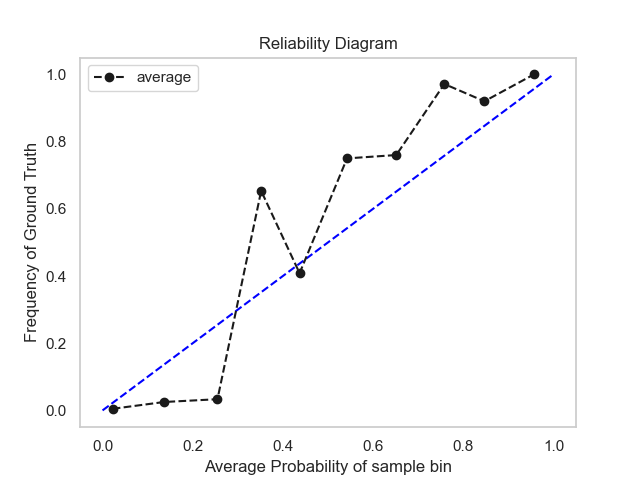 Reliability Diagram
average
1.0
0.8
0.6
0.4
0.2
0.0
Frequency of Ground Truth
0.0 0.2 0.4 0.6 0.8 1.0
Average Probability of sample bin